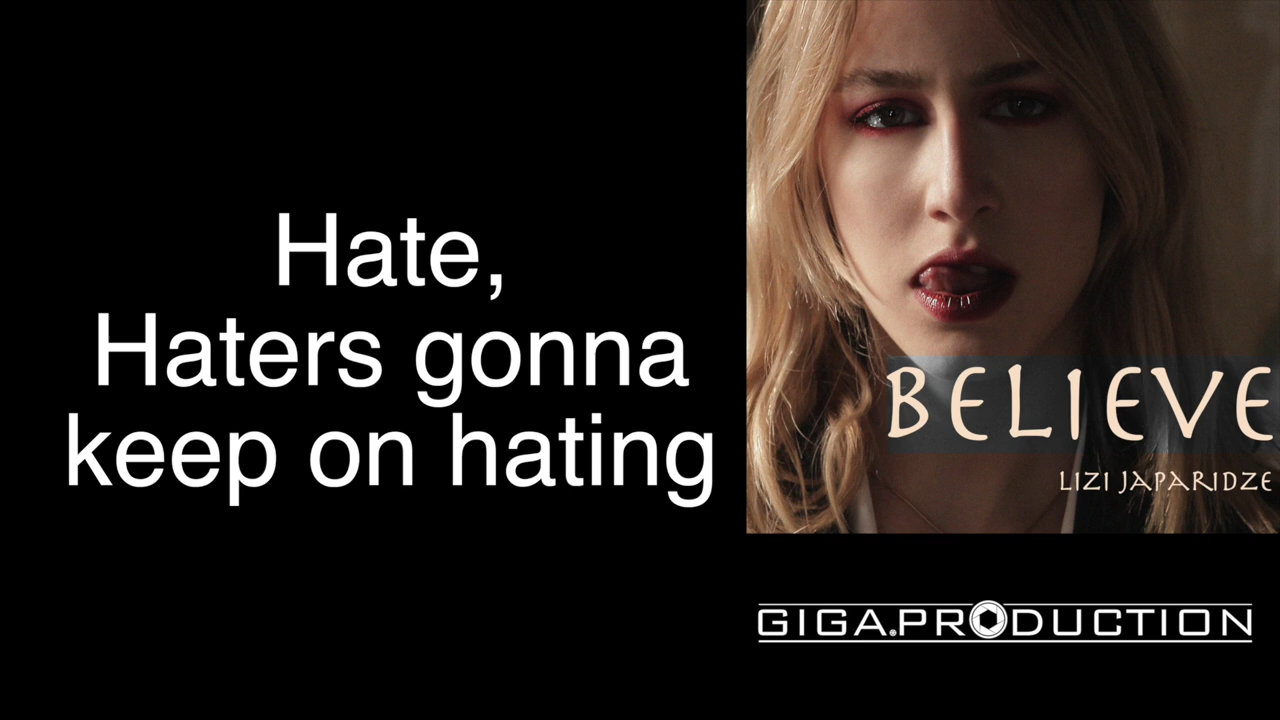 Hate,
Haters gonna
keep on hating
BELIEVE
LIZI JAPARIDZE
GIGA.PRODUCTION